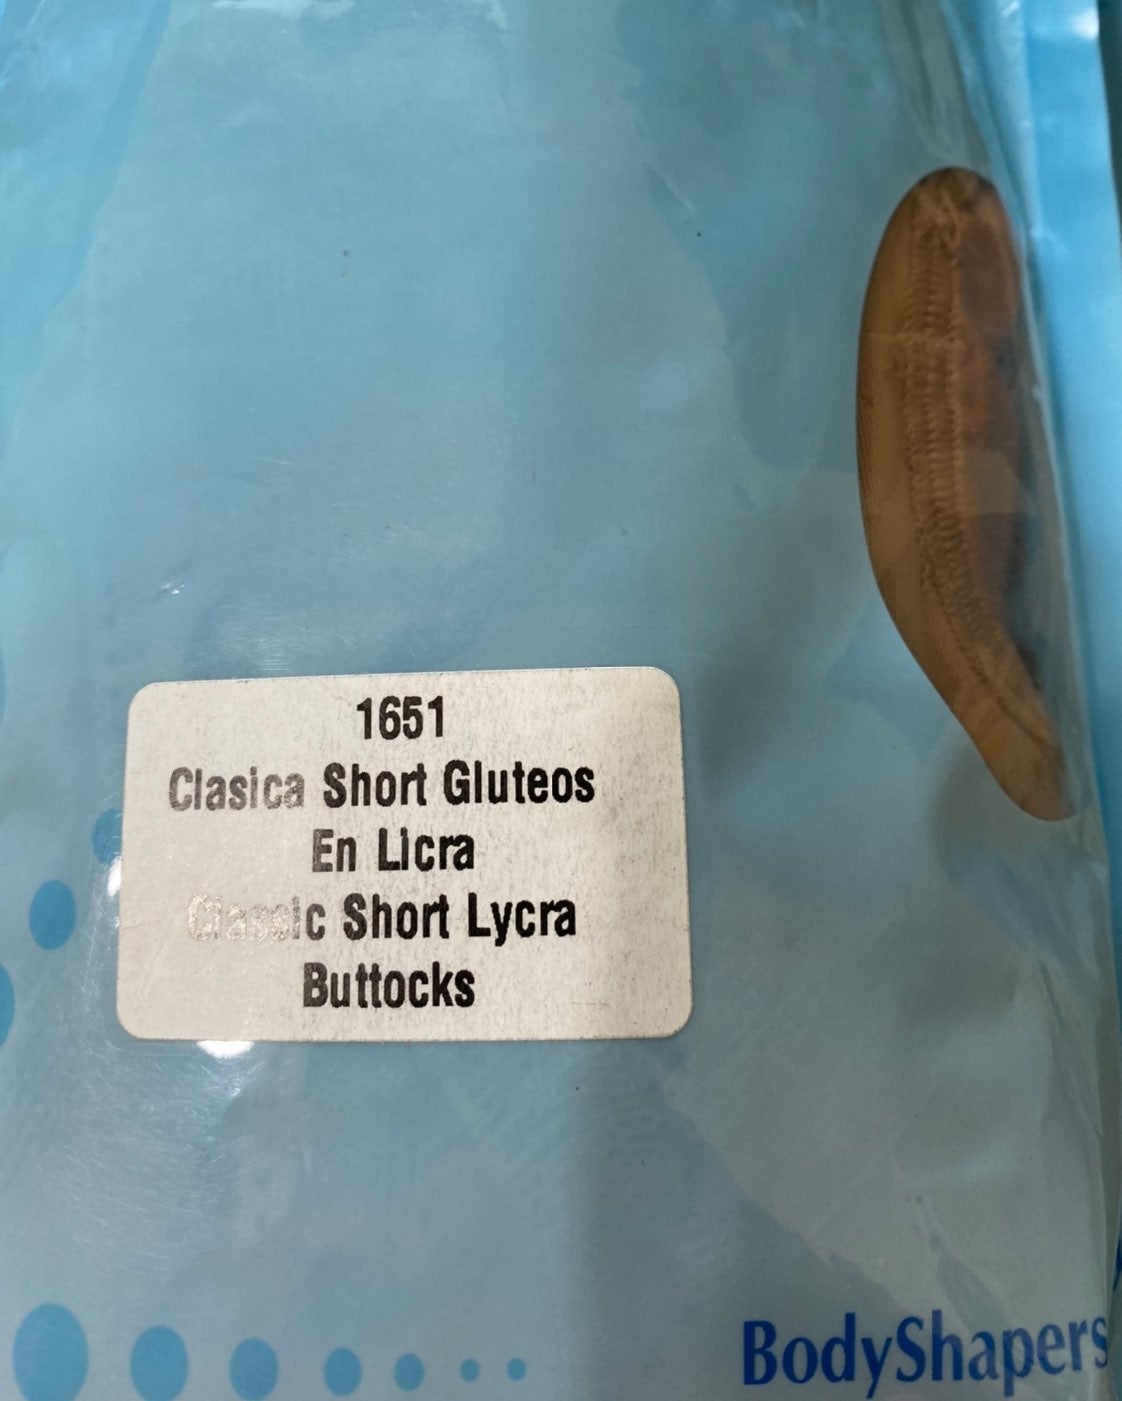 1651
Clasica Short Gluteos
En Licra
Classic Short Lycra
Buttocks
BodyShapers